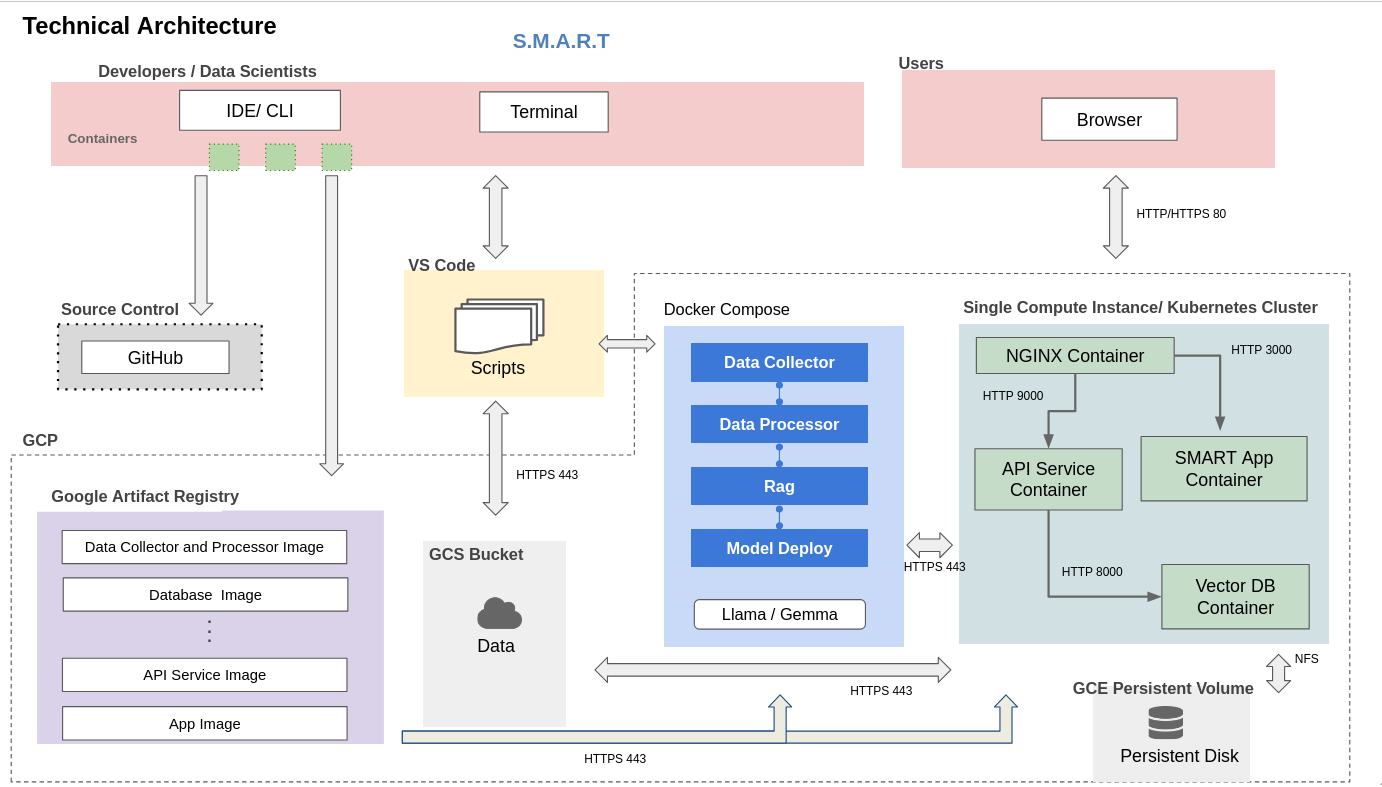 Technical Architecture
S.M.A.R.T
Developers / Data Scientists
IDE/ CLI
Terminal
Containers
Users
Browser
HTTP/HTTPS 80
Source Control
GitHub
VS Code
Scripts
GCP
HTTPS 443
Google Artifact Registry
Data Collector and Processor Image
Database  Image
API Service Image
App Image
GCS Bucket
Data
Docker Compose
Data Collector
Data Processor
Rag
Model Deploy
Llama / Gemma
HTTPS 443
Single Compute Instance/ Kubernetes Cluster
NGINX Container
HTTP 3000
HTTP 9000
API Service
Container
SMART App
Container
HTTP 8000
Vector DB
Container
HTTPS 443
NFS
GCE Persistent Volume
Persistent Disk
HTTPS 443